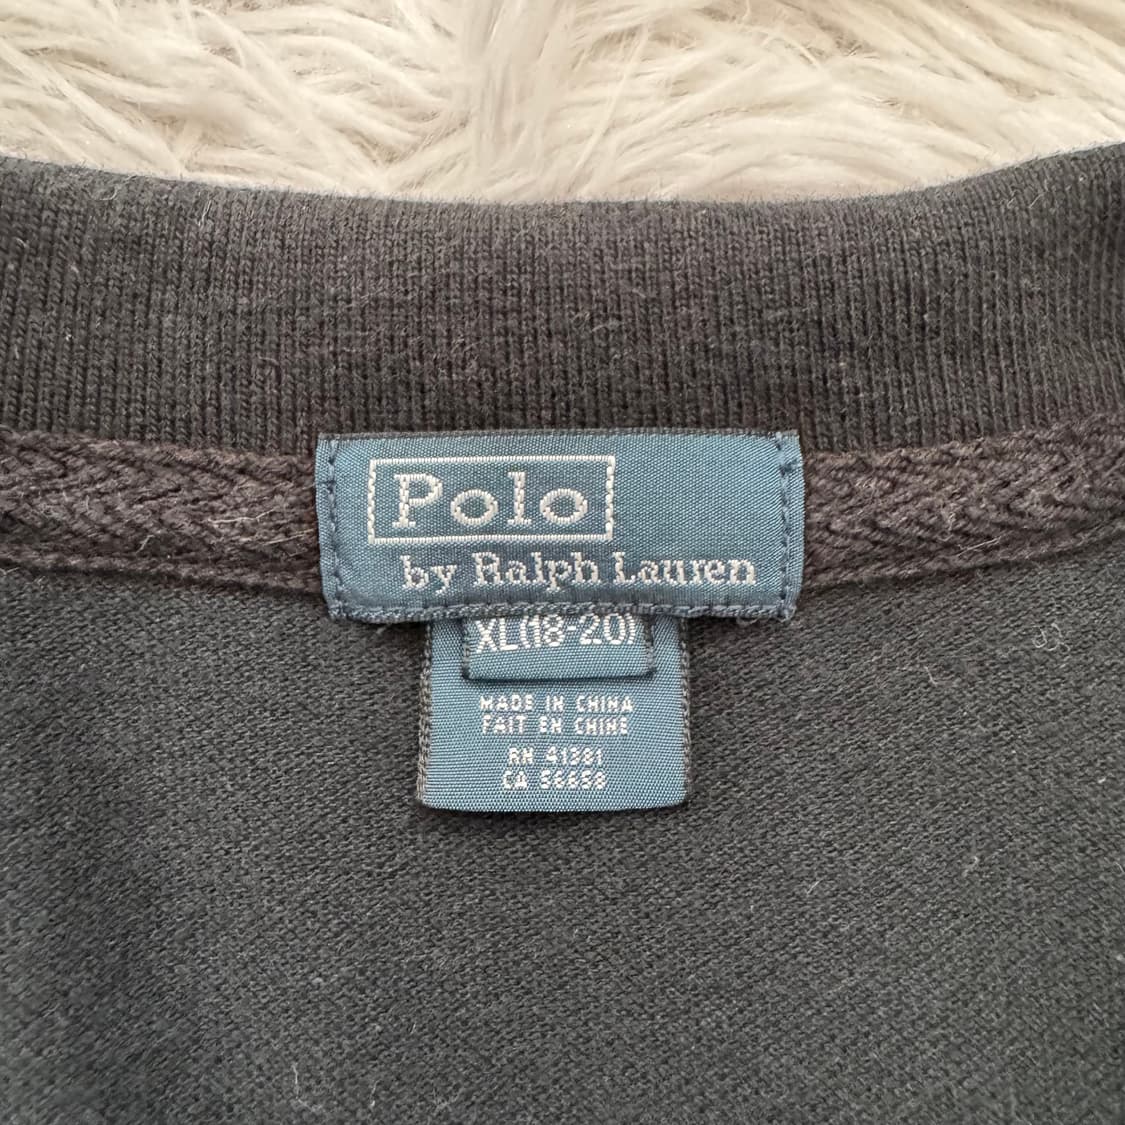 Polo
by Ralph Lauren
XL(18-20)
MADE IN CHINA
FAIT EN CHINE
RN 41381
CA 56658